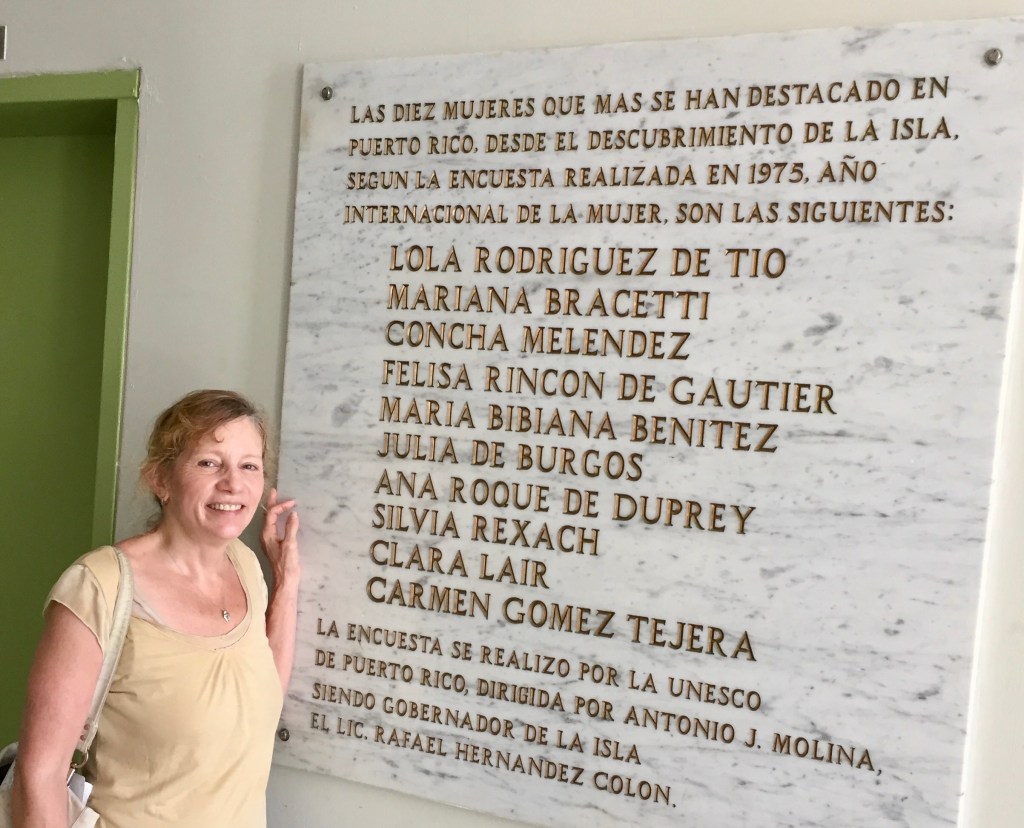 LAS DIEZ MUJERES QUE MAS SE HAN DESTACADO EN
PUERTO RICO, DESDE EL DESCUBRIMIENTO DE LA ISLA,
SEGUN LA ENCUESTA REALIZADA EN 1975, AÑO
INTERNACIONAL DE LA MUJER, SON LAS SIGUIENTES:
LOLA RODRIGUEZ DE TIO
MARIANA BRACETTI
CONCHA MELENDEZ
FELISA RINCON DE GAUTIER
MARIA BIBIANA BENITEZ
JULIA DE BURGOS
ANA ROQUE DE DUPREY
SILVIA REXACH
CLARA LAIR
CARMEN GOMEZ TEJERA
LA ENCUESTA SE REALIZO POR LA UNESCO
DE PUERTO RICO, DIRIGIDA POR ANTONIO J. MOLINA,
SIENDO GOBERNADOR DE LA ISLA
EL LIC. RAFAEL HERNANDEZ COLON.